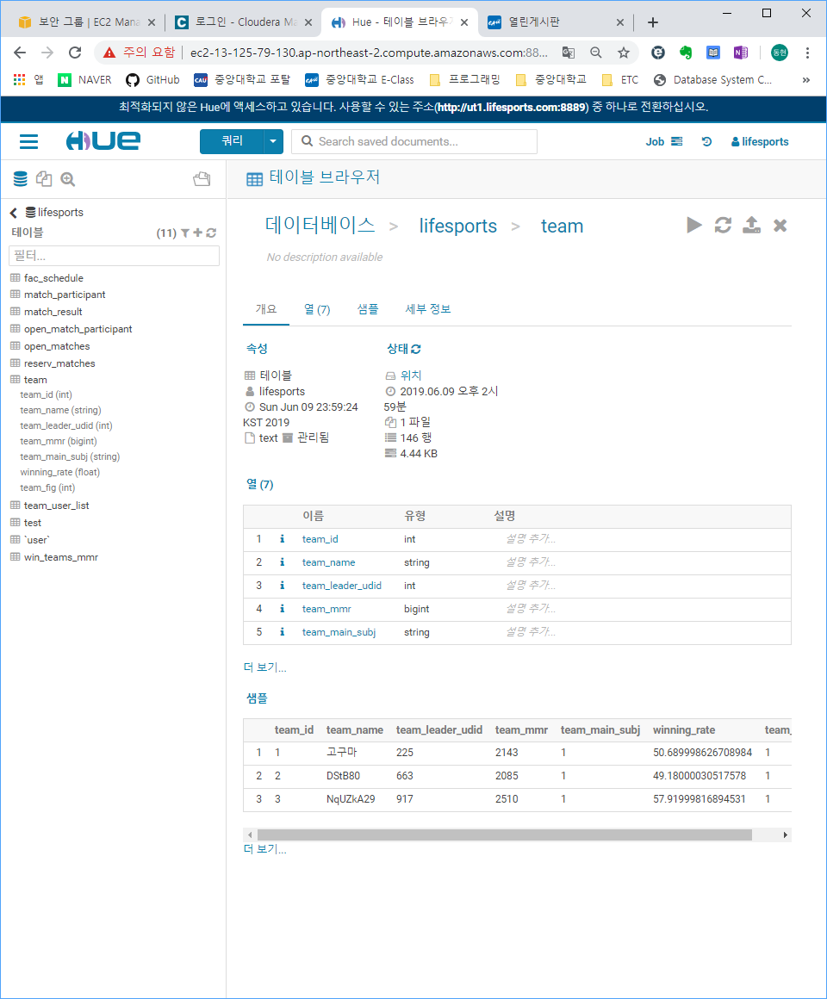 보안 그룹 | EC2 Mana
로그인 - Cloudera Ma
Hue - 테이블 브라우저
열린게시판
주의 요함 ec2-13-125-79-130.ap-northeast-2.compute.amazonaws.com:88...
동현
앱 NAVER GitHub 중앙대학교 포탈 중앙대학교 E-Class 프로그래밍 중앙대학교 ETC Database System C... »
최적화되지 않은 Hue에 액세스하고 있습니다. 사용할 수 있는 주소(http://ut1.lifesports.com:8889) 중 하나로 전환하십시오.
HUE 쿼리 Search saved documents... Job lifesports
테이블 브라우저
lifesports
테이블 (11)
필터...
fac_schedule
match_participant
match_result
open_match_participant
open_matches
reserv_matches
team
team_id (int)
team_name (string)
team_leader_udid (int)
team_mmr (bigint)
team_main_subj (string)
winning_rate (float)
team_fig (int)
team_user_list
test
`user`
win_teams_mmr
데이터베이스 > lifesports > team
No description available
개요 열 (7) 샘플 세부 정보
속성
테이블
lifesports
Sun Jun 09 23:59:24
KST 2019
text 관리됨
상태
위치
2019.06.09 오후 2시
59분
1 파일
146 행
4.44 KB
열 (7)
이름 유형 설명
1 i team_id int 설명 추가...
2 i team_name string 설명 추가...
3 i team_leader_udid int 설명 추가...
4 i team_mmr bigint 설명 추가...
5 i team_main_subj string 설명 추가...
더 보기...
샘플
team_id team_name team_leader_udid team_mmr team_main_subj winning_rate team_
1 1 고구마 225 2143 1 50.689998626708984 1
2 2 DStB80 663 2085 1 49.18000030517578 1
3 3 NqUZkA29 917 2510 1 57.91999816894531 1
더 보기...